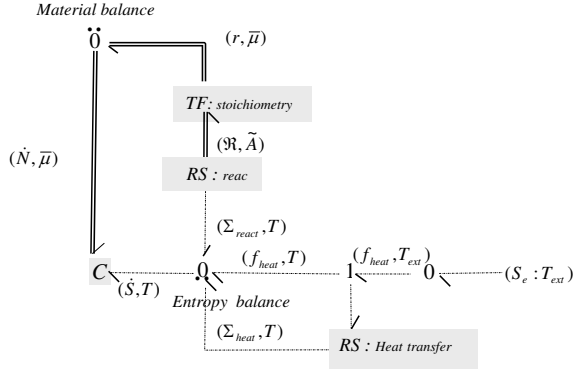 Material balance
0̈
(r, μ̅)
TF: stoichiometry
(Ṅ, μ̅)
(ℜ, Ã)
RS : reac
(Σ_react, T)
(f_heat, T)
(f_heat, T_ext)
C
0
1
0
(S_e : T_ext)
(Ṡ, T)
Entropy balance
(Σ_heat, T)
RS : Heat transfer